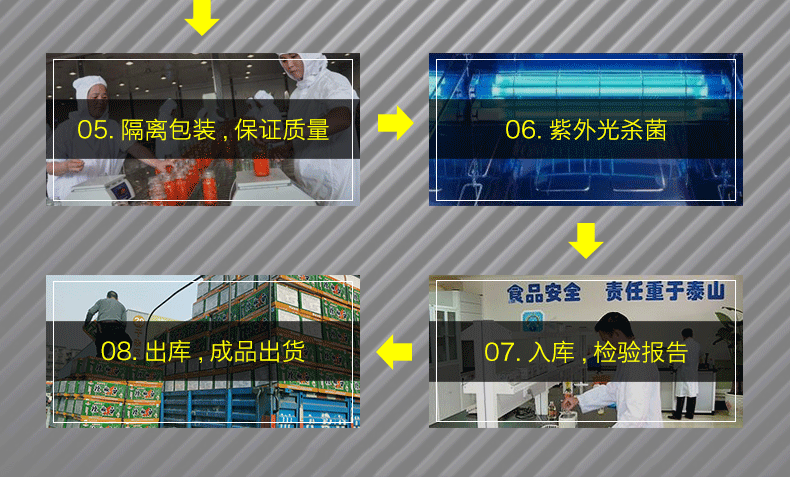 05. 隔离包装 , 保证质量
06. 紫外光杀菌
食品安全 责任重于泰山
07. 入库 , 检验报告
08. 出库 , 成品出货